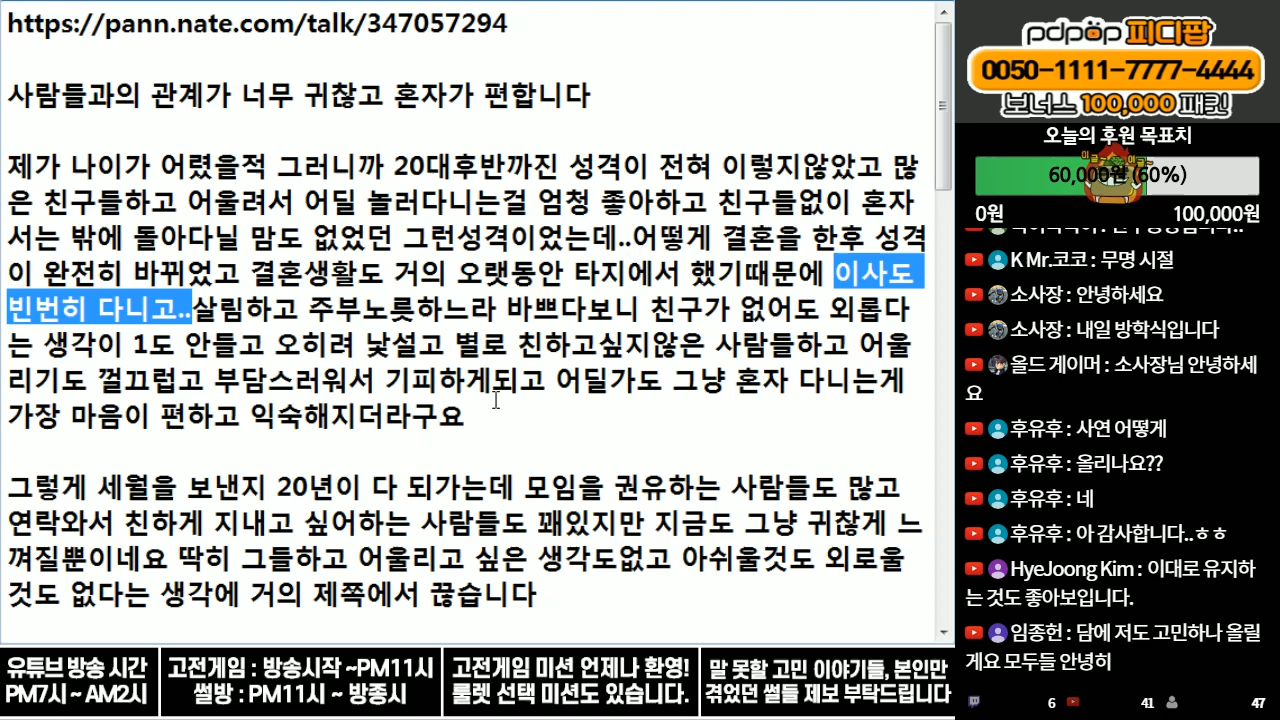 https://pann.nate.com/talk/347057294
사람들과의 관계가 너무 귀찮고 혼자가 편합니다
제가 나이가 어렸을적 그러니까 20대후반까진 성격이 전혀 이렇지않았고 많
은 친구들하고 어울려서 어딜 놀러디니는걸 엄청 좋아하고 친구들없이 혼자
서는 밖에 돌아다닐 맘도 없었던 그런성격이었는데..어떻게 결혼을 한후 성격
이 완전히 바뀌었고 결혼생활도 거의 오랫동안 타지에서 했기때문에 이사도
빈번히 다니고..살림하고 주부노릇하느라 바쁘다보니 친구가 없어도 외롭다
는 생각이 1도 안들고 오히려 낯설고 별로 친하고싶지않은 사람들하고 어울
리기도 껄끄럽고 부담스러워서 기피하게되고 어딜가도 그냥 혼자 다니는게
가장 마음이 편하고 익숙해지더라구요
그렇게 세월을 보낸지 20년이 다 되가는데 모임을 권유하는 사람들도 많고
연락와서 친하게 지내고 싶어하는 사람들도 꽤있지만 지금도 그냥 귀찮게 느
껴질뿐이네요 딱히 그들하고 어울리고 싶은 생각도없고 아쉬울것도 외로울
것도 없다는 생각에 거의 제쪽에서 끊습니다
pdpop 피디팝
0050-1111-7777-4444
보너스 100,000 패킷
오늘의 후원 목표치
이글~ 이글~
60,000원 (60%)
0원 100,000원
K Mr.코코 : 무명 시절
소사장 : 안녕하세요
소사장 : 내일 방학식입니다
올드 게이머 : 소사장님 안녕하세
요
후유후 : 사연 어떻게
후유후 : 올리나요??
후유후 : 네
후유후 : 아 감사합니다..ㅎㅎ
HyeJoong Kim : 이대로 유지하
는 것도 좋아보입니다.
임종헌 : 담에 저도 고민하나 올릴
게요 모두들 안녕히
6 41 47
유튜브 방송 시간
PM7시 ~ AM2시
고전게임 : 방송시작 ~PM11시
썰방 : PM11시 ~ 방종시
고전게임 미션 언제나 환영!
룰렛 선택 미션도 있습니다.
말 못할 고민 이야기들, 본인만
겪었던 썰들 제보 부탁드립니다